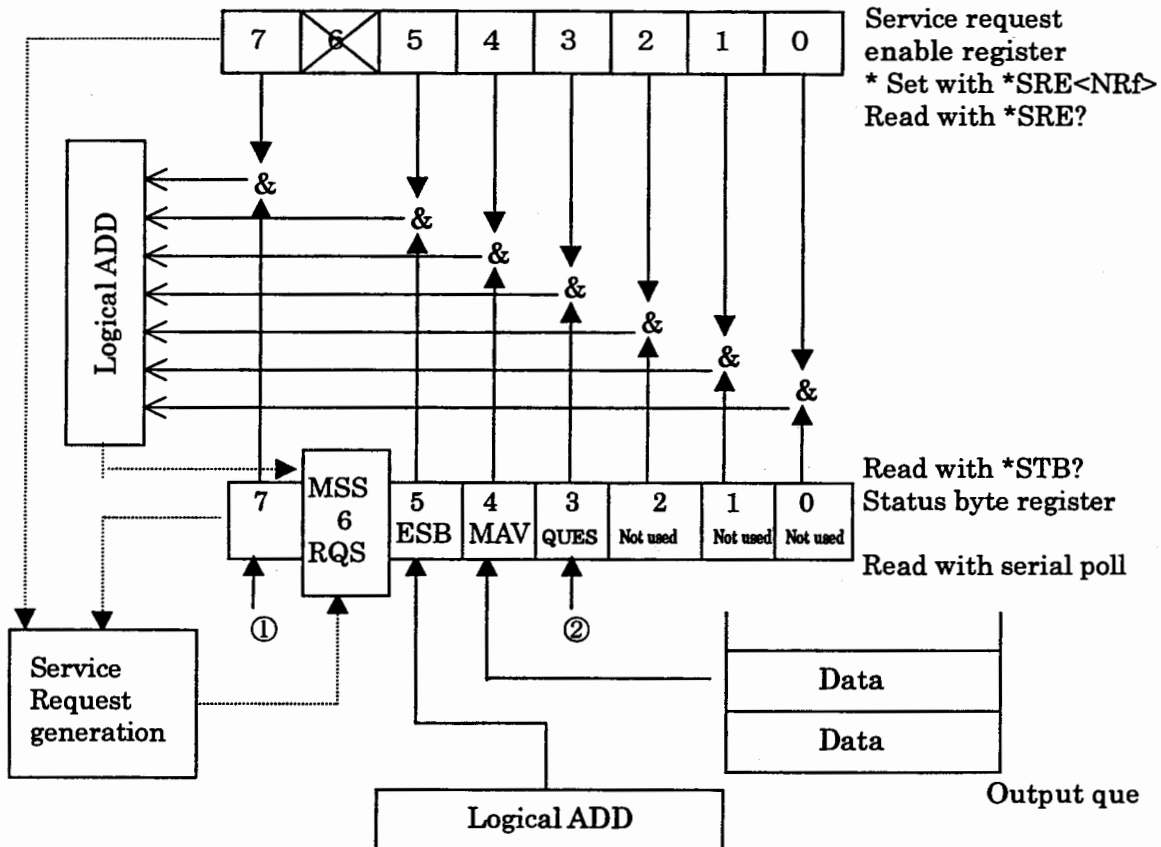 7 6 5 4 3 2 1 0
Service request
enable register
* Set with *SRE<NRf>
Read with *SRE?
&
&
&
&
&
&
&
Logical ADD
Read with *STB?
Status byte register
Read with serial poll
7
MSS
6
RQS
5
ESB
4
MAV
3
QUES
2
Not used
1
Not used
0
Not used
①
②
Service
Request
generation
Data
Data
Output que
Logical ADD